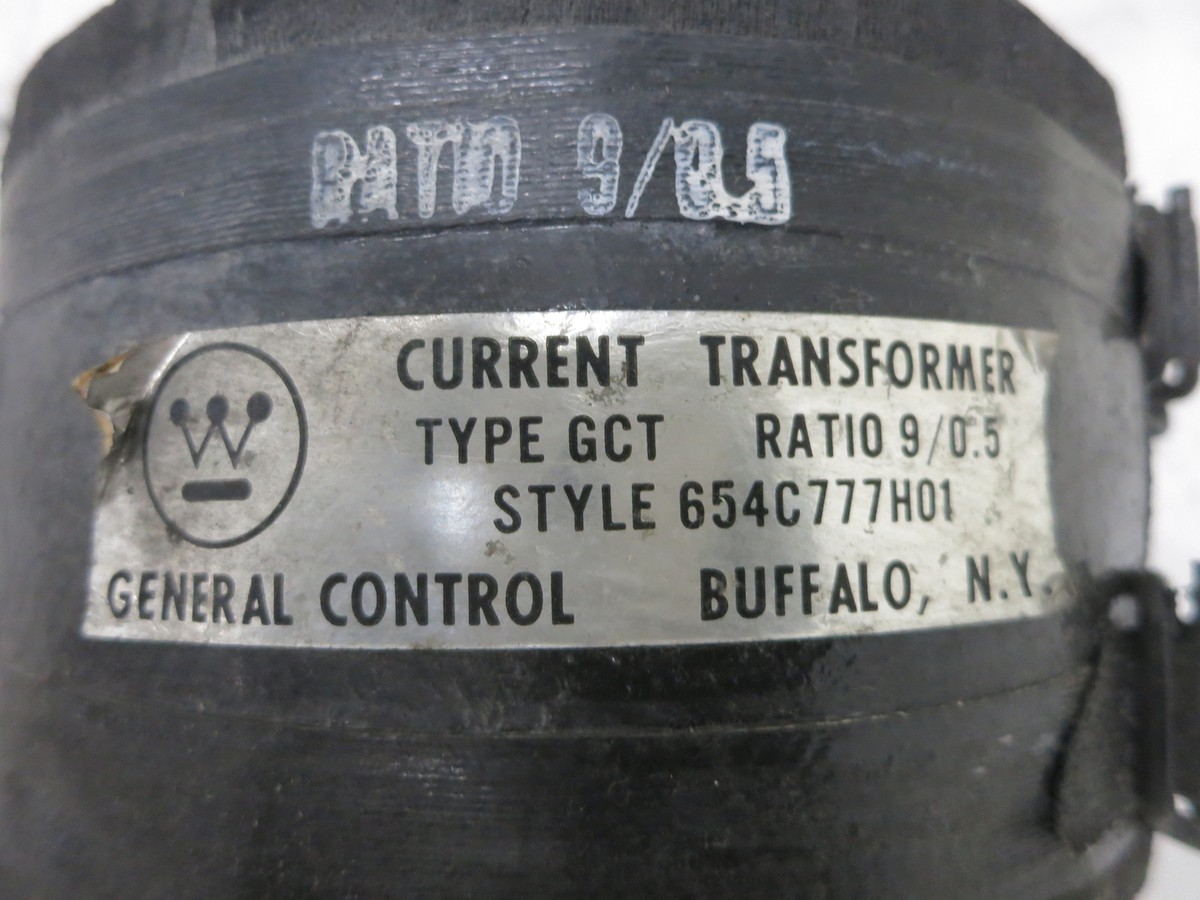 RATIO 9/0.5
CURRENT TRANSFORMER
TYPE GCT RATIO 9/0.5
STYLE 654C777H01
GENERAL CONTROL BUFFALO, N.Y.